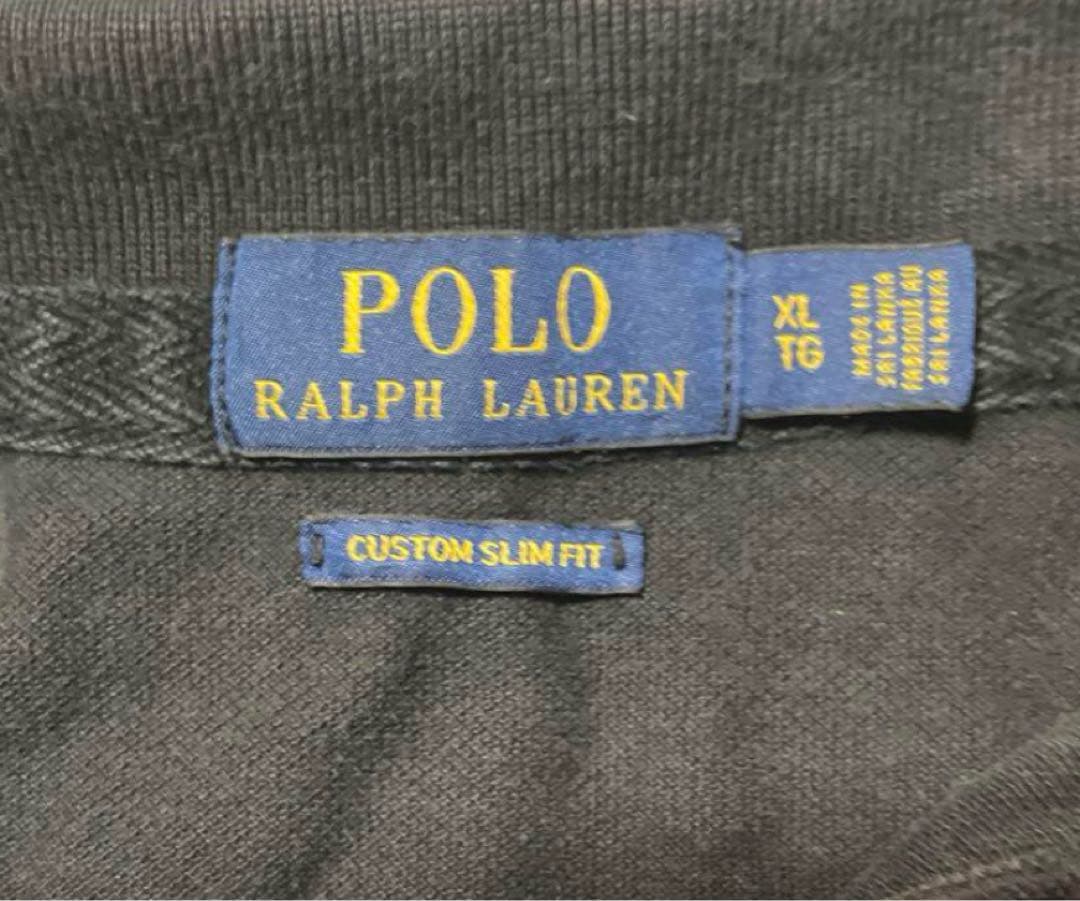 POLO
RALPH LAUREN
XL
TG
MADE IN
SRI LANKA
FABRIQUÉ AU
SRI LANKA
CUSTOM SLIM FIT